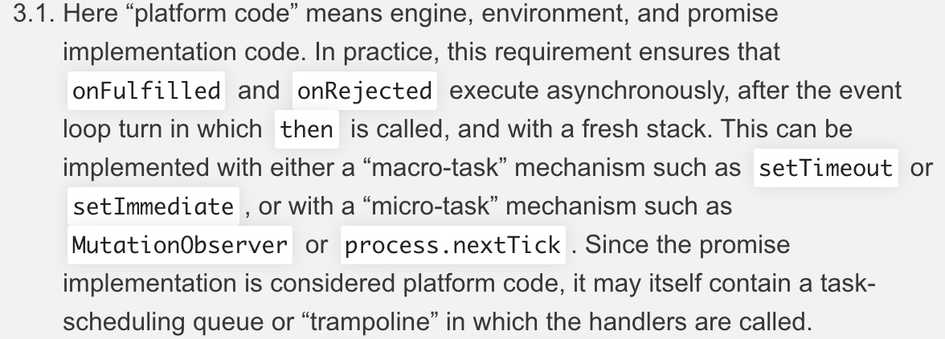 3.1. Here “platform code” means engine, environment, and promise
implementation code. In practice, this requirement ensures that
onFulfilled and onRejected execute asynchronously, after the event
loop turn in which then is called, and with a fresh stack. This can be
implemented with either a “macro-task” mechanism such as setTimeout or
setImmediate , or with a “micro-task” mechanism such as
MutationObserver or process.nextTick . Since the promise
implementation is considered platform code, it may itself contain a task-
scheduling queue or “trampoline” in which the handlers are called.